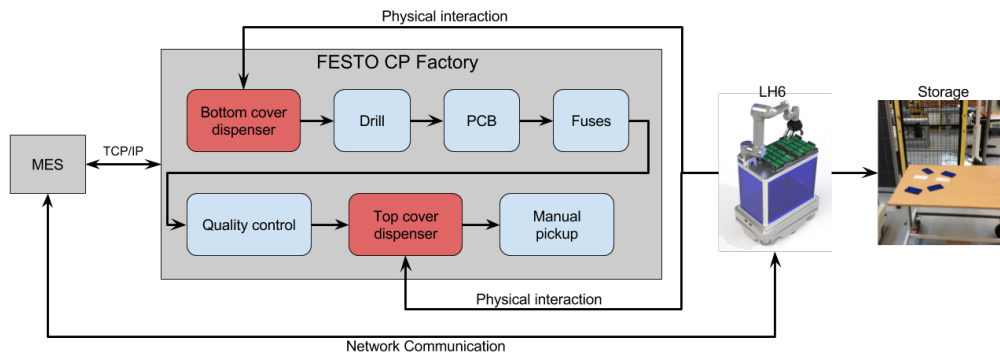 Physical interaction
FESTO CP Factory
LH6
Storage
Bottom cover
dispenser
Drill
PCB
Fuses
MES
TCP/IP
Quality control
Top cover
dispenser
Manual
pickup
Physical interaction
Network Communication